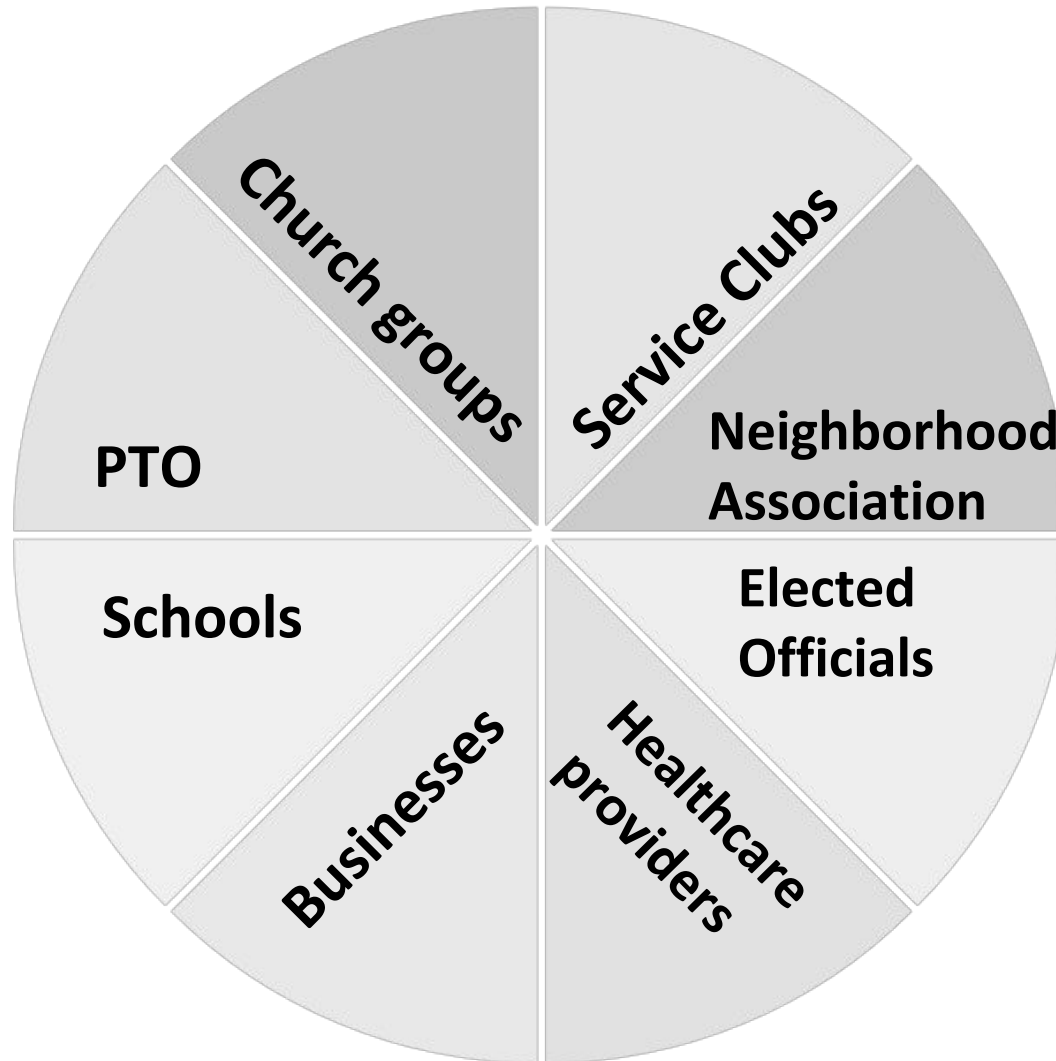 Church groups
Service Clubs
Neighborhood
Association
PTO
Elected
Officials
Schools
Healthcare
providers
Businesses